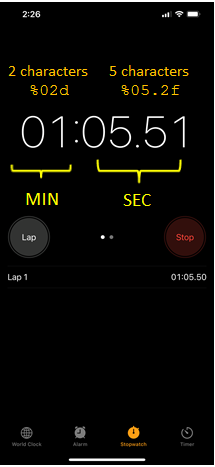 2:26
2 characters 5 characters
%02d %05.2f
01:05.51
MIN SEC
Lap Stop
Lap 1 01:05.50
World Clock Alarm Stopwatch Timer